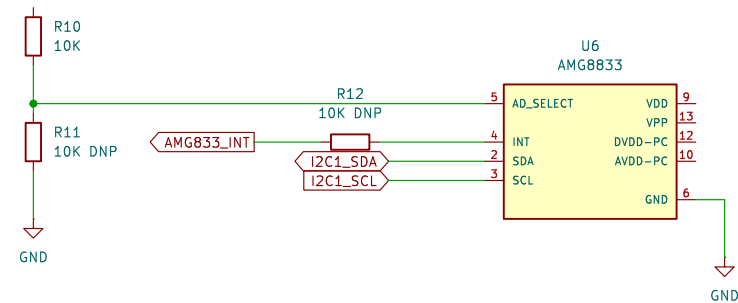 R10
10K
U6
AMG8833
R12
10K DNP
5
AD_SELECT
VDD
9
VPP
13
R11
10K DNP
AMG833_INT
4
INT
DVDD-PC
12
I2C1_SDA
2
SDA
AVDD-PC
10
I2C1_SCL
3
SCL
GND
6
GND
GND